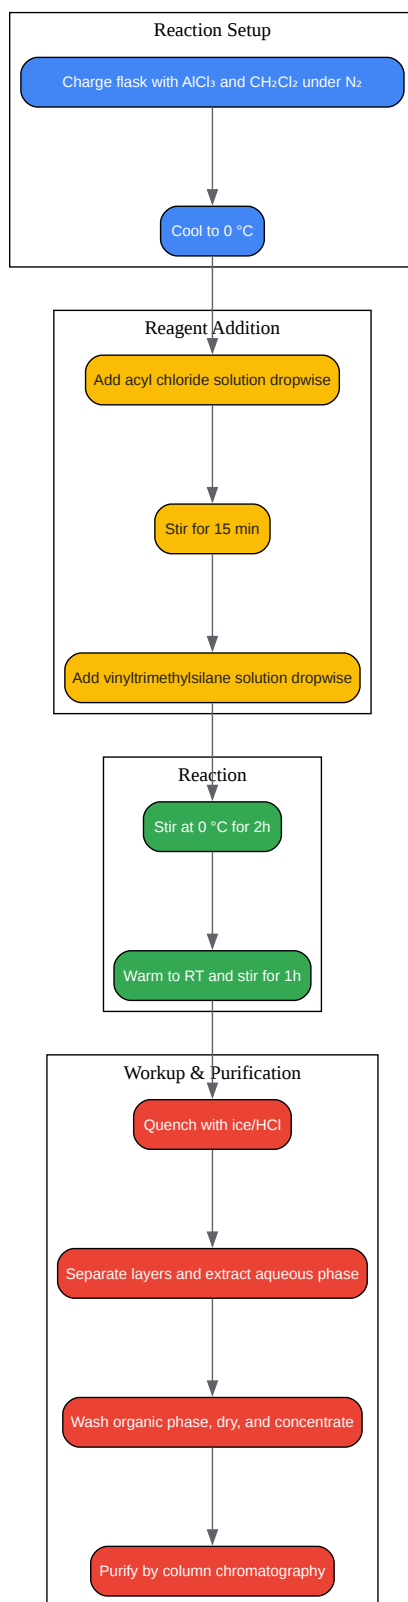 Reaction Setup
Charge flask with AlCl₃ and CH₂Cl₂ under N₂
Cool to 0 °C
Reagent Addition
Add acyl chloride solution dropwise
Stir for 15 min
Add vinyltrimethylsilane solution dropwise
Reaction
Stir at 0 °C for 2h
Warm to RT and stir for 1h
Workup & Purification
Quench with ice/HCl
Separate layers and extract aqueous phase
Wash organic phase, dry, and concentrate
Purify by column chromatography